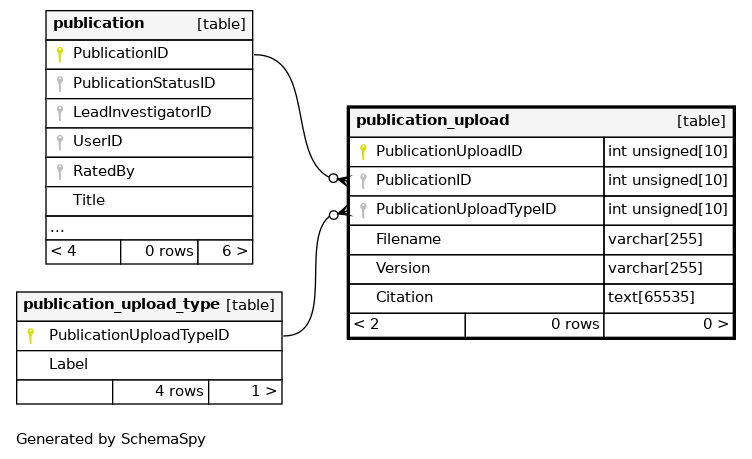 publication [table]
PublicationID
PublicationStatusID
LeadInvestigatorID
UserID
RatedBy
Title
...
< 4 0 rows 6 >
publication_upload [table]
PublicationUploadID int unsigned[10]
PublicationID int unsigned[10]
PublicationUploadTypeID int unsigned[10]
Filename varchar[255]
Version varchar[255]
Citation text[65535]
< 2 0 rows 0 >
publication_upload_type [table]
PublicationUploadTypeID
Label
4 rows 1 >
Generated by SchemaSpy